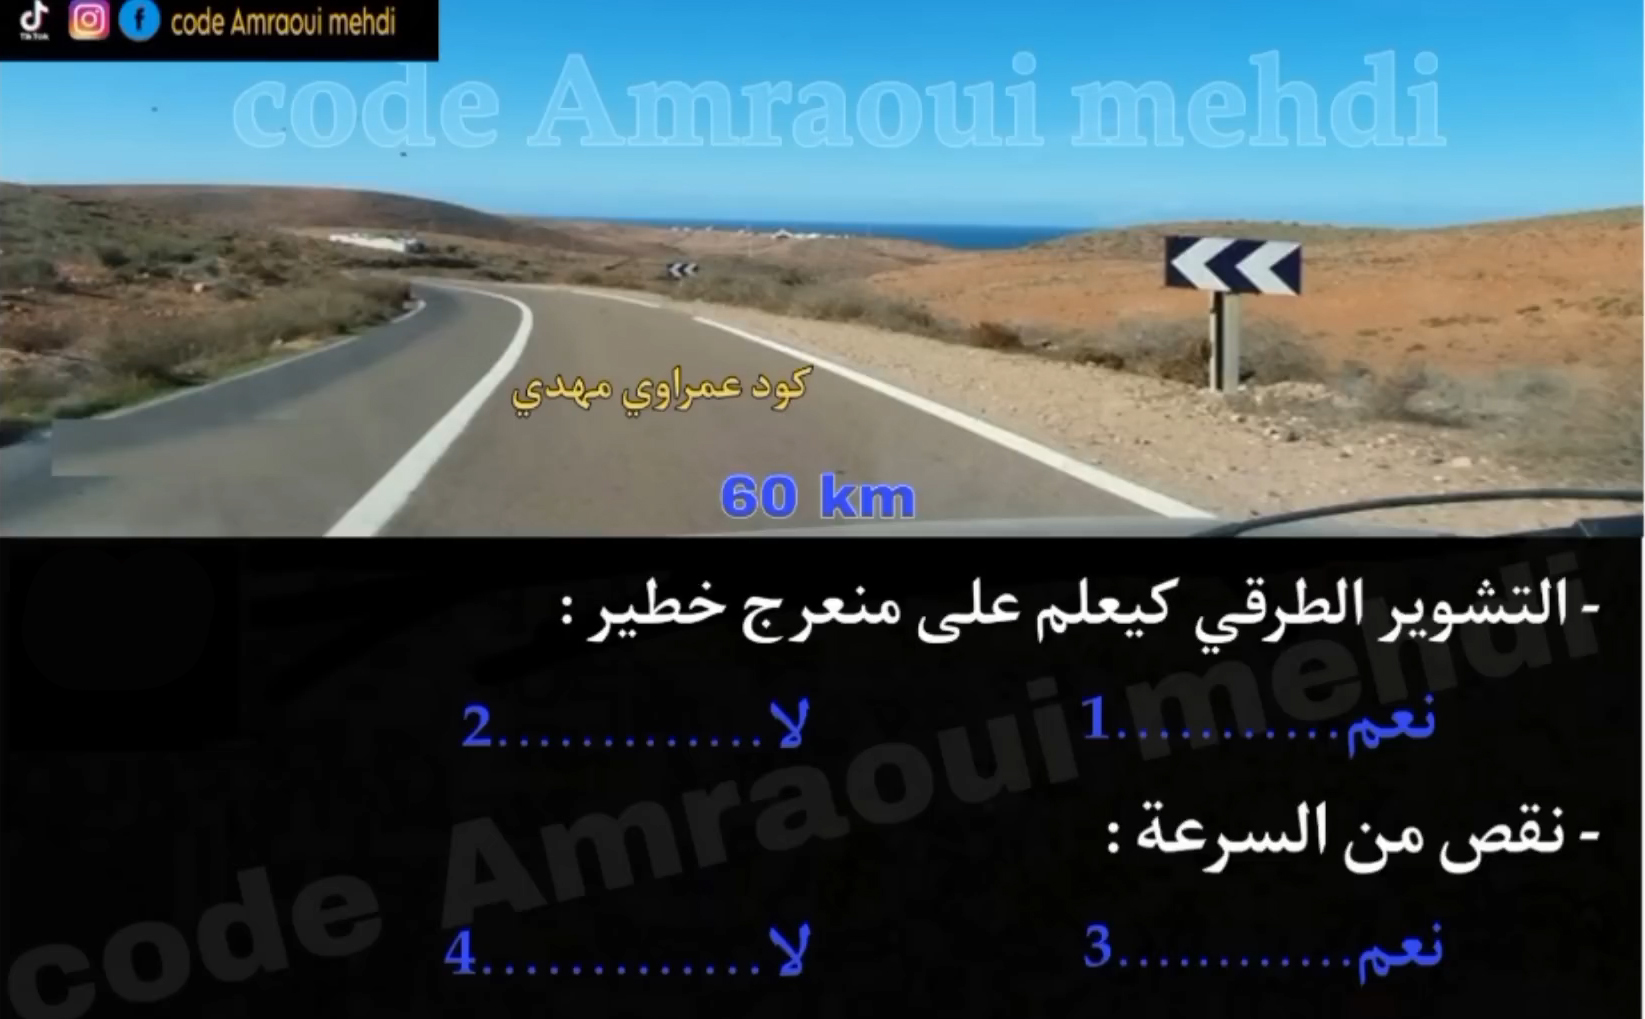 code Amraoui mehdi
code Amraoui mehdi
كود عمراوي مهدي
60 km
- التشوير الطرقي كيعلم على منعرج خطير :
نعم...........1 لا.............2
- نقص من السرعة :
نعم............3 لا.............4
code Amraoui mehdi